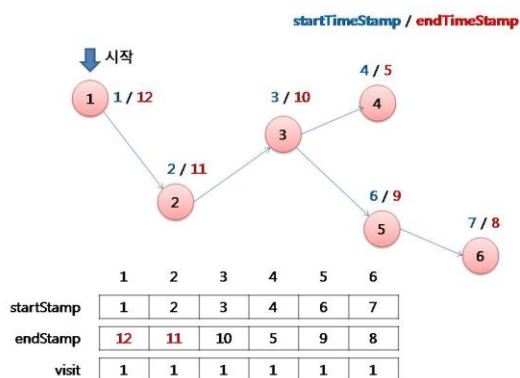 startTimeStamp / endTimeStamp
시작
4 / 5
1 1 / 12
3 / 10
4
3
2 / 11
6 / 9
2
7 / 8
5
6
1 2 3 4 5 6
startStamp 1 2 3 4 6 7
endStamp 12 11 10 5 9 8
visit 1 1 1 1 1 1